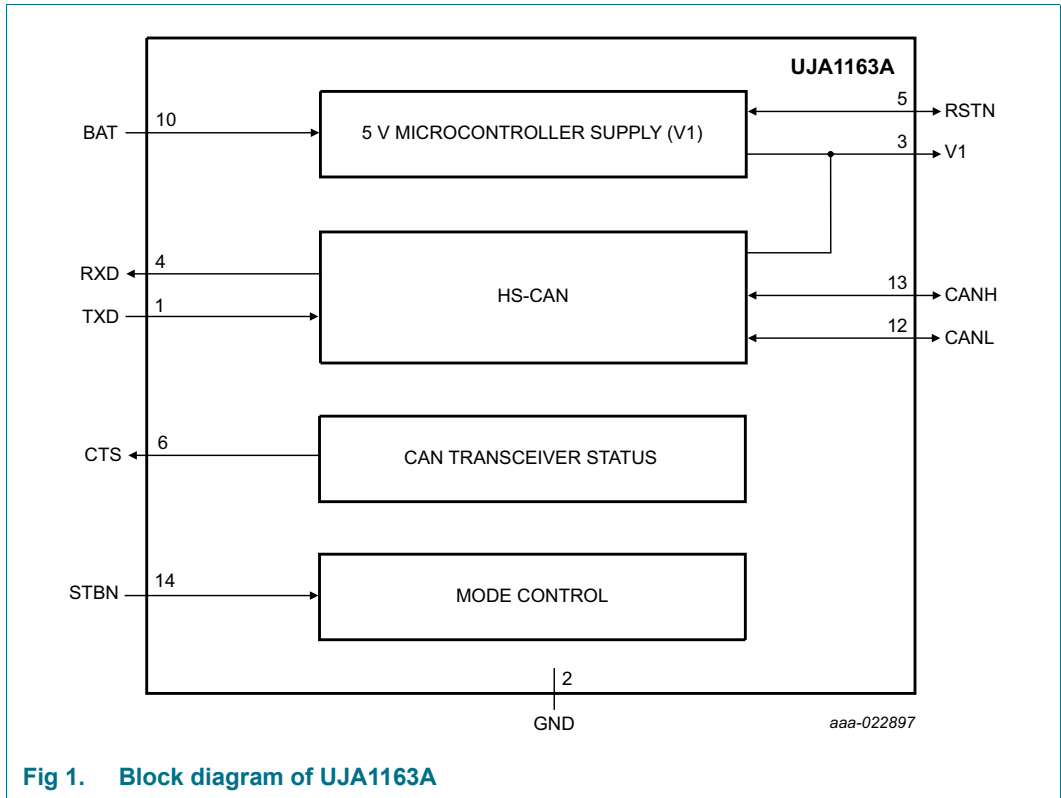 UJA1163A
BAT
10
5 V MICROCONTROLLER SUPPLY (V1)
5
RSTN
3
V1
RXD
4
TXD
1
HS-CAN
13
CANH
12
CANL
CTS
6
CAN TRANSCEIVER STATUS
STBN
14
MODE CONTROL
2
GND
aaa-022897
Fig 1. Block diagram of UJA1163A